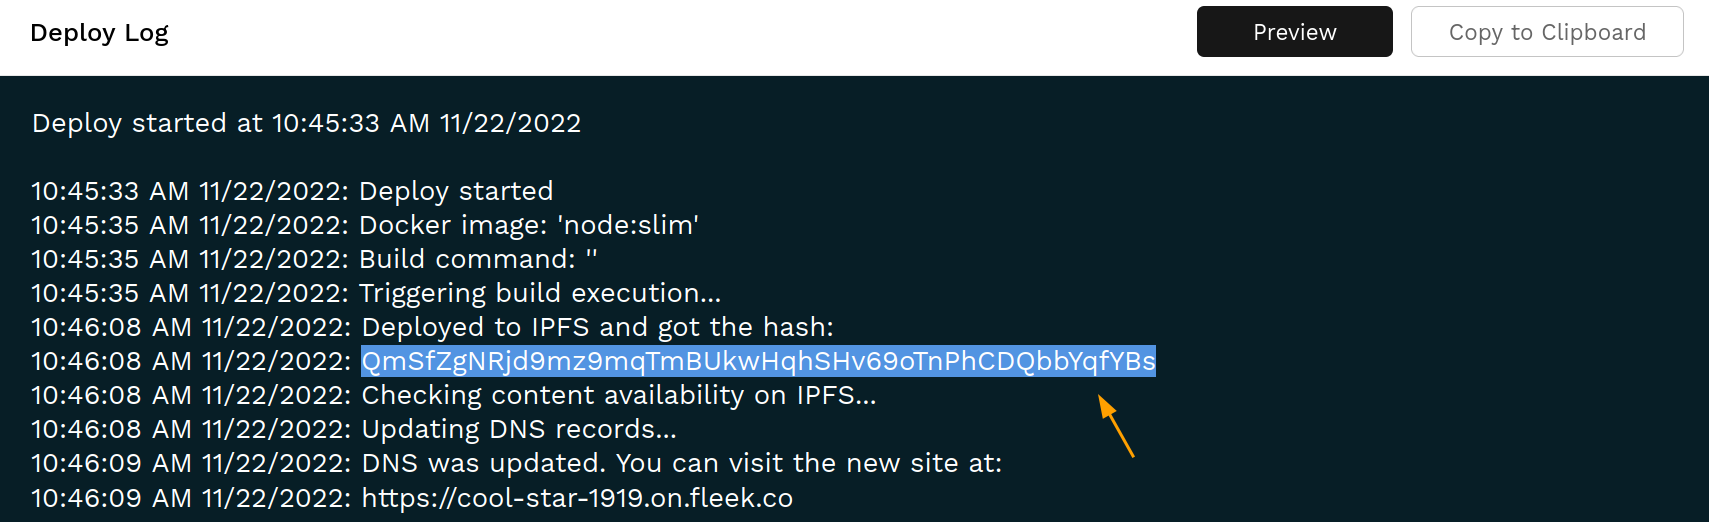 Deploy Log
Preview
Copy to Clipboard
Deploy started at 10:45:33 AM 11/22/2022
10:45:33 AM 11/22/2022: Deploy started
10:45:35 AM 11/22/2022: Docker image: 'node:slim'
10:45:35 AM 11/22/2022: Build command: ''
10:45:35 AM 11/22/2022: Triggering build execution...
10:46:08 AM 11/22/2022: Deployed to IPFS and got the hash:
10:46:08 AM 11/22/2022: QmSfZgNRjd9mz9mqTmBUkwHqhSHv69oTnPhCDQbbYqfYBs
10:46:08 AM 11/22/2022: Checking content availability on IPFS...
10:46:08 AM 11/22/2022: Updating DNS records...
10:46:09 AM 11/22/2022: DNS was updated. You can visit the new site at:
10:46:09 AM 11/22/2022: https://cool-star-1919.on.fleek.co